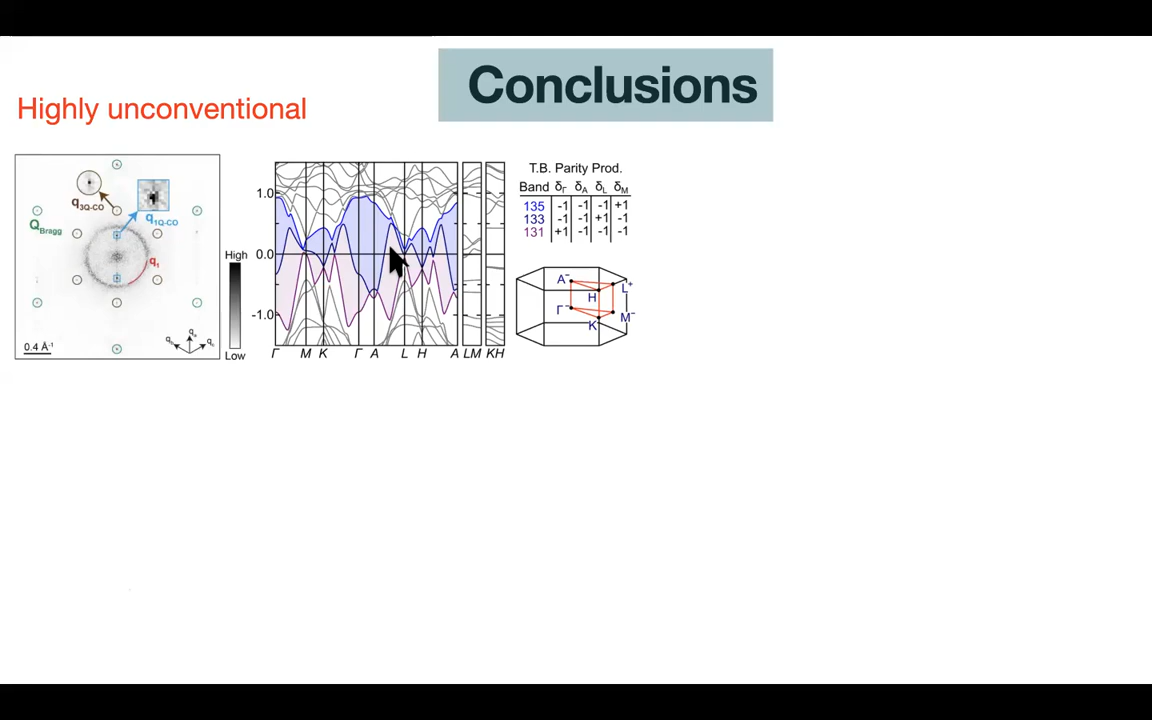 Conclusions
Highly unconventional
q3Q-CO
q1Q-CO
QBragg
q1
0.4 Å-1
qa
High
Low
1.0
0.0
-1.0
Γ M K Γ A L H A LM KH
T.B. Parity Prod.
Band δΓ δA δL δM
135 -1 -1 -1 +1
133 -1 -1 +1 -1
131 +1 -1 -1 -1
A-
L+
H
Γ-
M-
K-